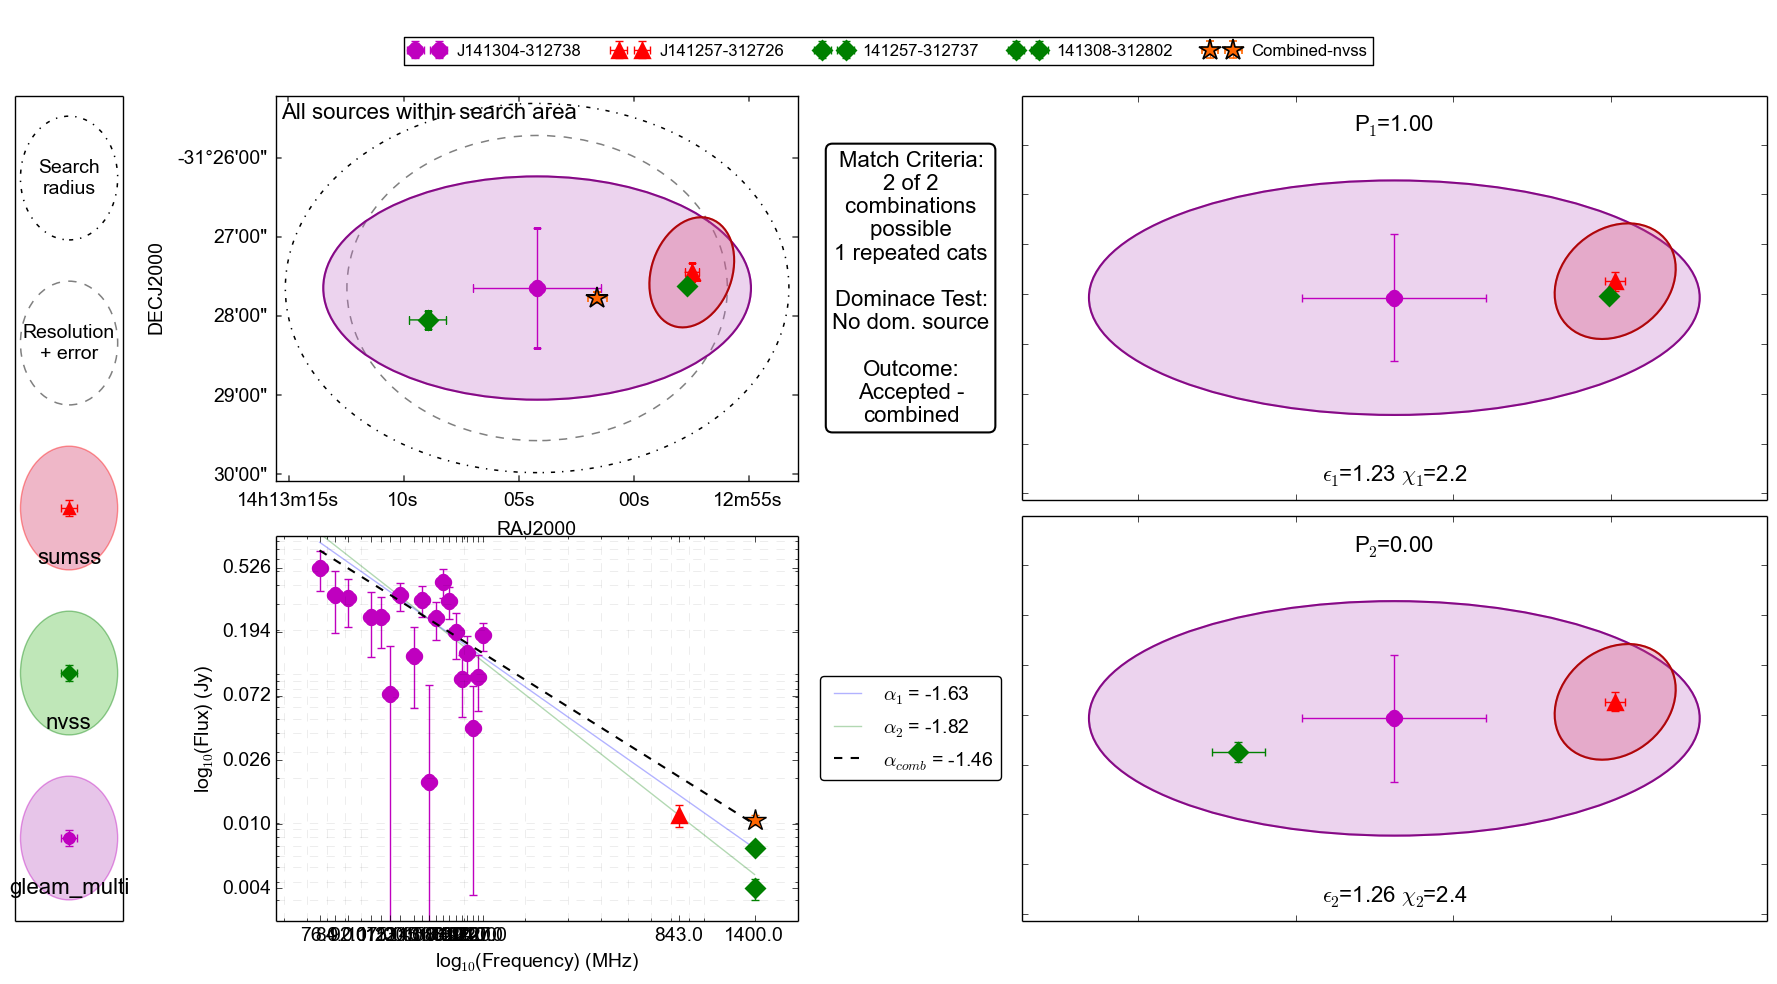 J141304-312738 J141257-312726 141257-312737 141308-312802 Combined-nvss
Search
radius
Resolution
+ error
sumss
nvss
gleam_multi
All sources within search area
-31°26'00"
27'00"
28'00"
29'00"
30'00"
DECJ2000
14h13m15s 10s 05s 00s 12m55s
RAJ2000
Match Criteria:
2 of 2
combinations
possible
1 repeated cats
Dominace Test:
No dom. source
Outcome:
Accepted -
combined
P1=1.00
ϵ1=1.23 χ1=2.2
P2=0.00
ϵ2=1.26 χ2=2.4
0.526
0.194
0.072
0.026
0.010
0.004
log10(Flux) (Jy)
843.0 1400.0
log10(Frequency) (MHz)
α1 = -1.63
α2 = -1.82
αcomb = -1.46